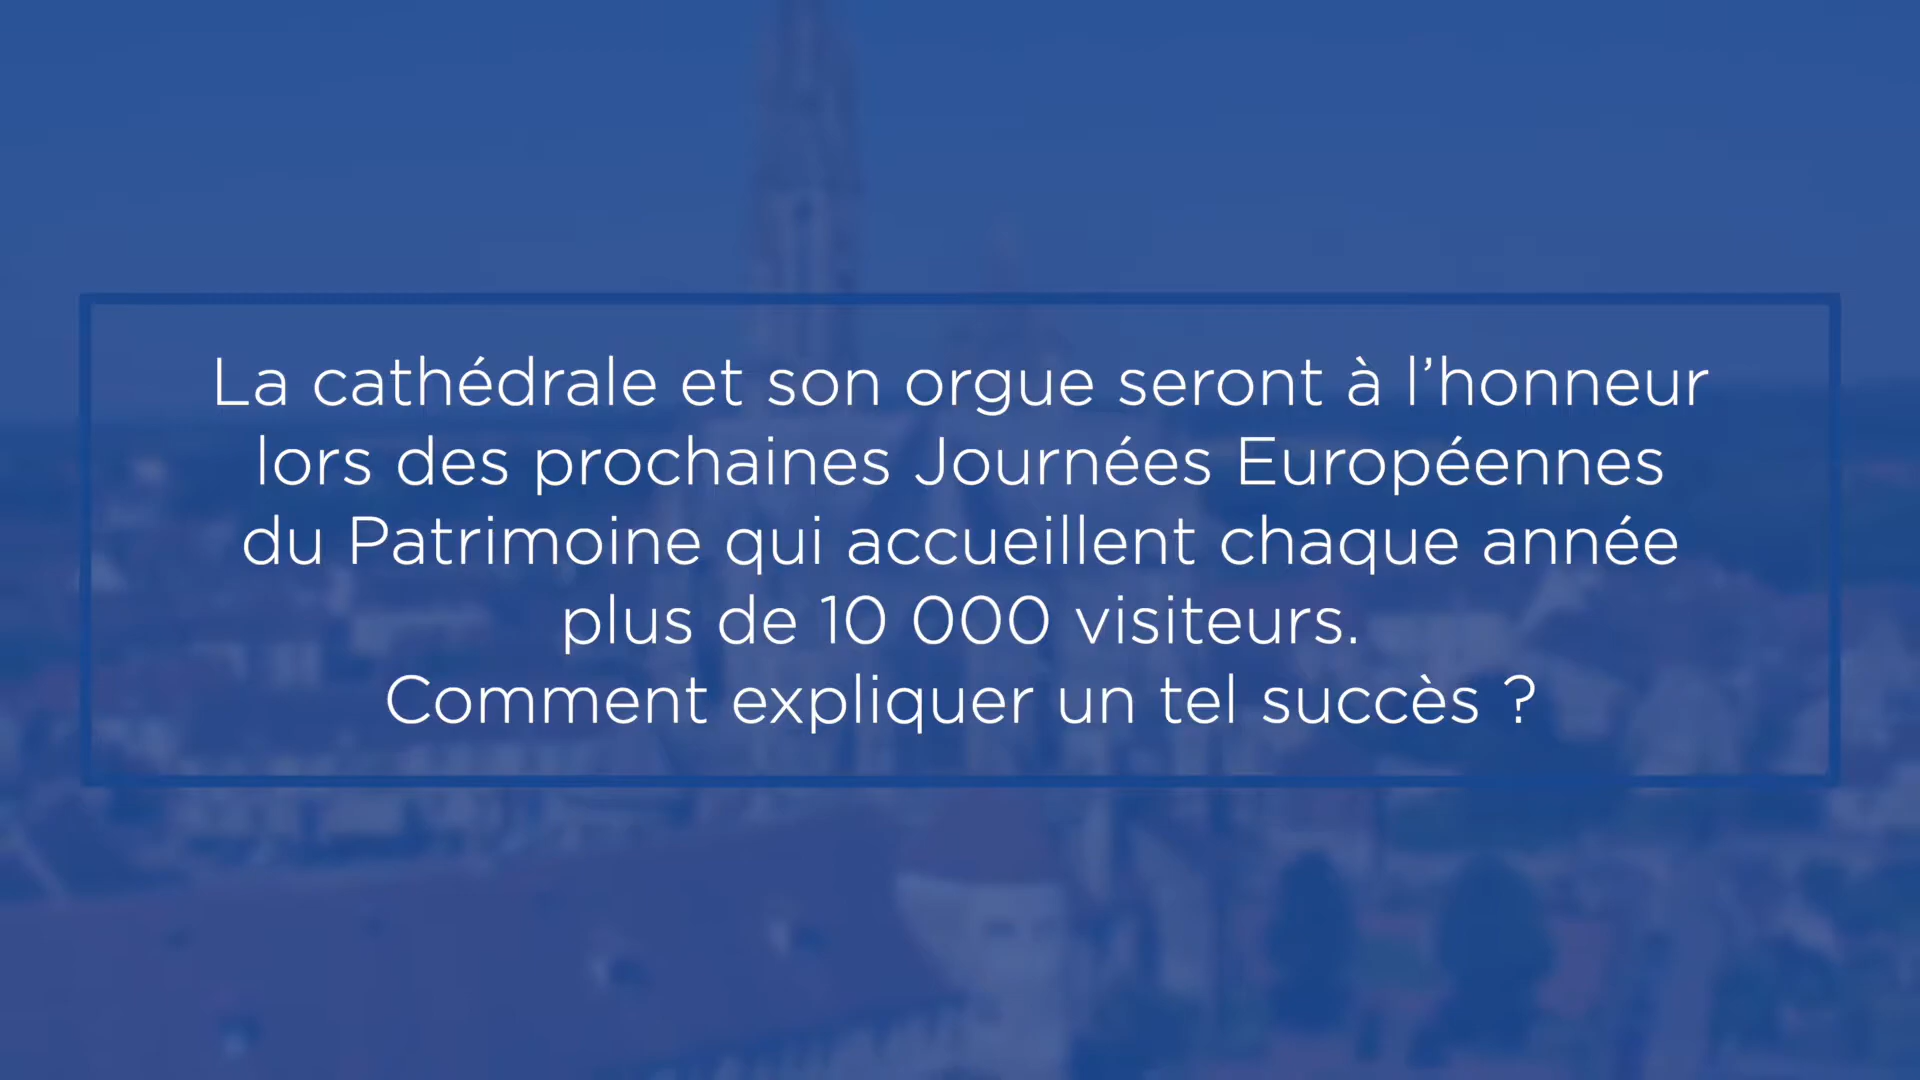 La cathédrale et son orgue seront à l’honneur
lors des prochaines Journées Européennes
du Patrimoine qui accueillent chaque année
plus de 10 000 visiteurs.
Comment expliquer un tel succès ?